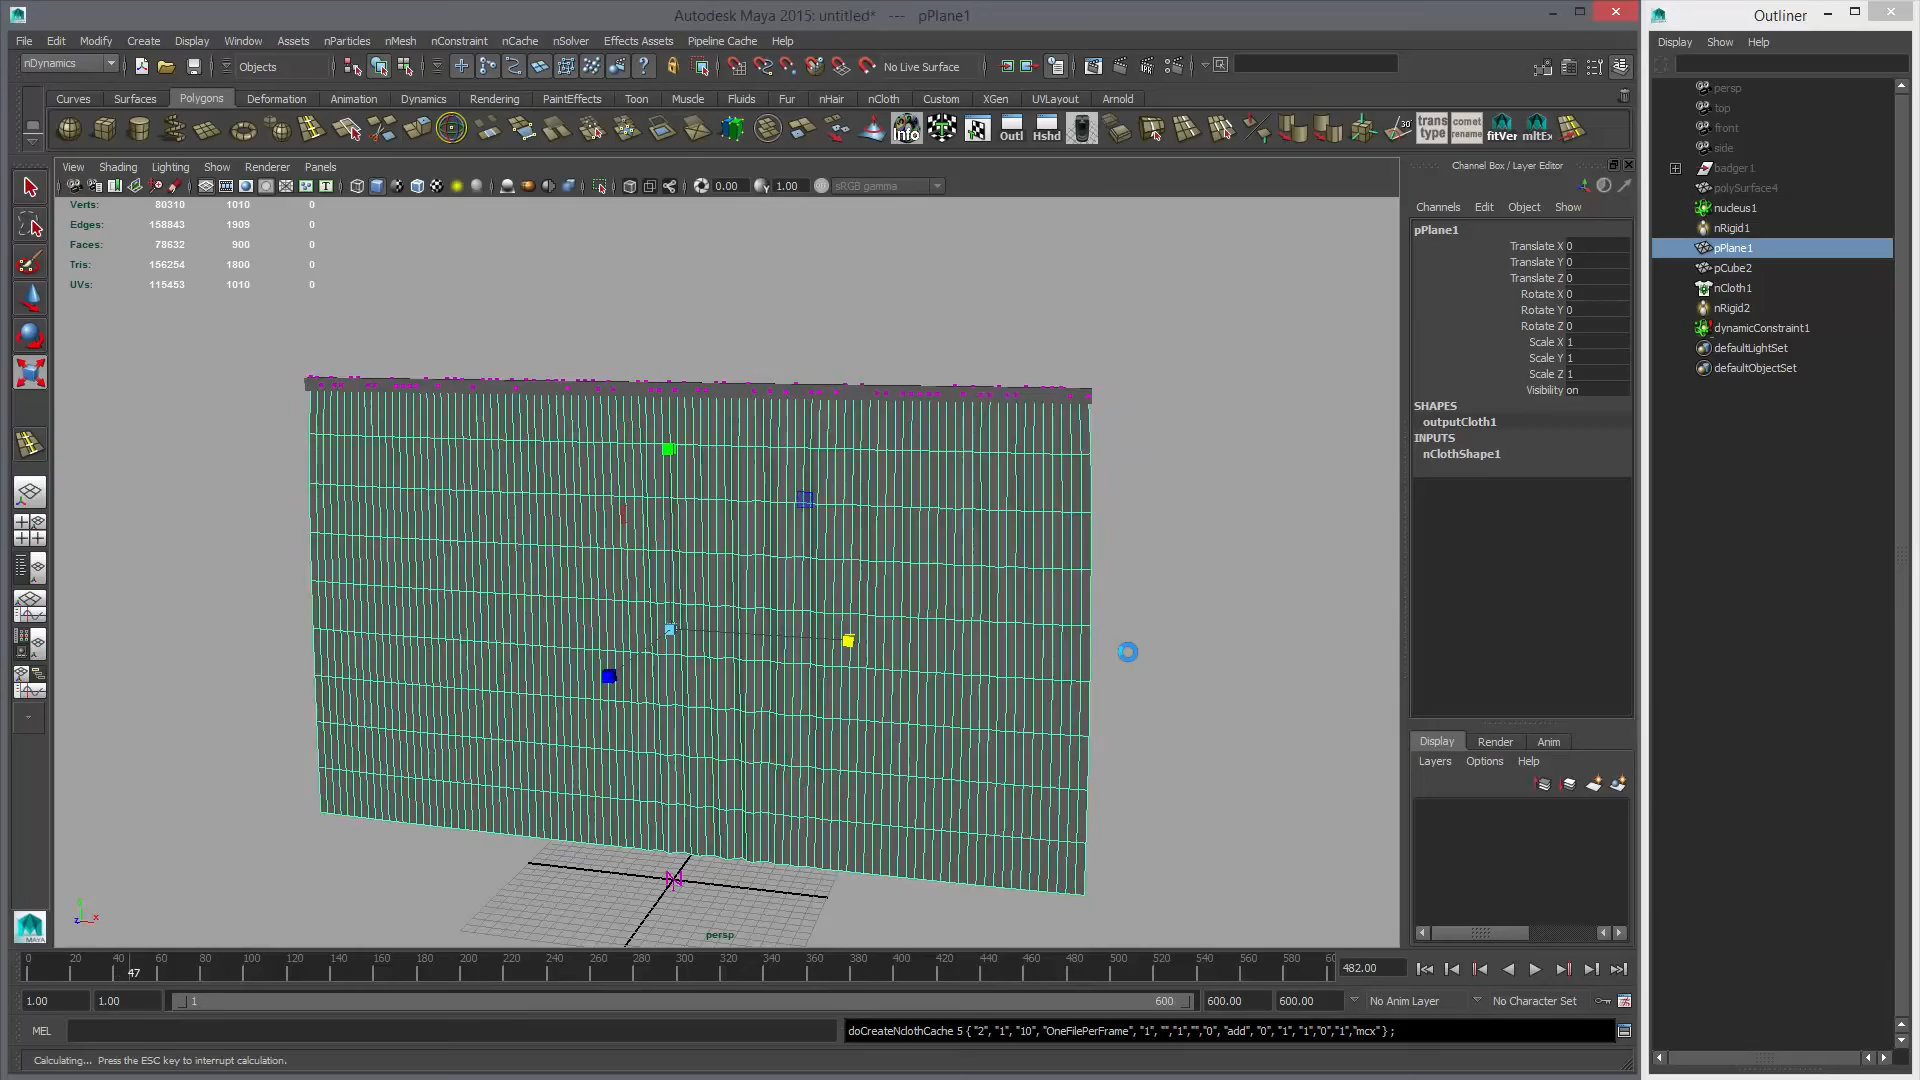 Autodesk Maya 2015: untitled* --- pPlane1
Outliner
File Edit Modify Create Display Window Assets nParticles nMesh nConstraint nCache nSolver Effects Assets Pipeline Cache Help
Display Show Help
nDynamics
Objects
No Live Surface
Curves Surfaces Polygons Deformation Animation Dynamics Rendering PaintEffects Toon Muscle Fluids Fur nHair nCloth Custom XGen UVLayout Arnold
Info Outl Hshd 30° trans type comet rename fitVer mltEx
View Shading Lighting Show Renderer Panels
0.00 1.00 sRGB gamma
Channel Box / Layer Editor
Channels Edit Object Show
Verts: 80310 1010 0
Edges: 158843 1909 0
Faces: 78632 900 0
Tris: 156254 1800 0
UVs: 115453 1010 0
pPlane1
Translate X 0
Translate Y 0
Translate Z 0
Rotate X 0
Rotate Y 0
Rotate Z 0
Scale X 1
Scale Y 1
Scale Z 1
Visibility on
SHAPES
outputCloth1
INPUTS
nClothShape1
persp
top
front
side
badger1
polySurface4
nucleus1
nRigid1
pPlane1
pCube2
nCloth1
nRigid2
dynamicConstraint1
defaultLightSet
defaultObjectSet
Display Render Anim
Layers Options Help
N
y
z x
persp
MAYA
0 20 40 60 80 100 120 140 160 180 200 220 240 260 280 300 320 340 360 380 400 420 440 460 480 500 520 540 560 580 60
47
482.00
1.00 1.00 1 600 600.00 600.00 No Anim Layer No Character Set
MEL
doCreateNclothCache 5 { "2", "1", "10", "OneFilePerFrame", "1", "","1","","0", "add", "0", "1", "1","0","1","mcx" } ;
Calculating... Press the ESC key to interrupt calculation.